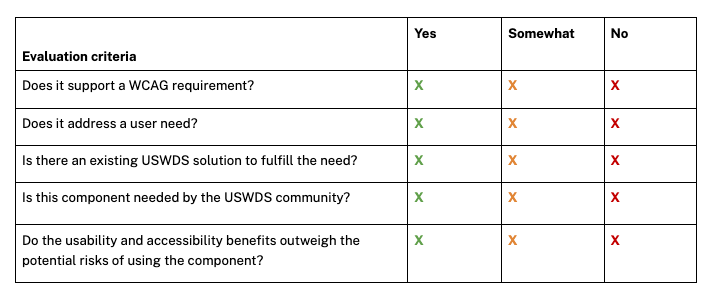 Evaluation criteria Yes Somewhat No
Does it support a WCAG requirement? X X X
Does it address a user need? X X X
Is there an existing USWDS solution to fulfill the need? X X X
Is this component needed by the USWDS community? X X X
Do the usability and accessibility benefits outweigh the X X X
potential risks of using the component?